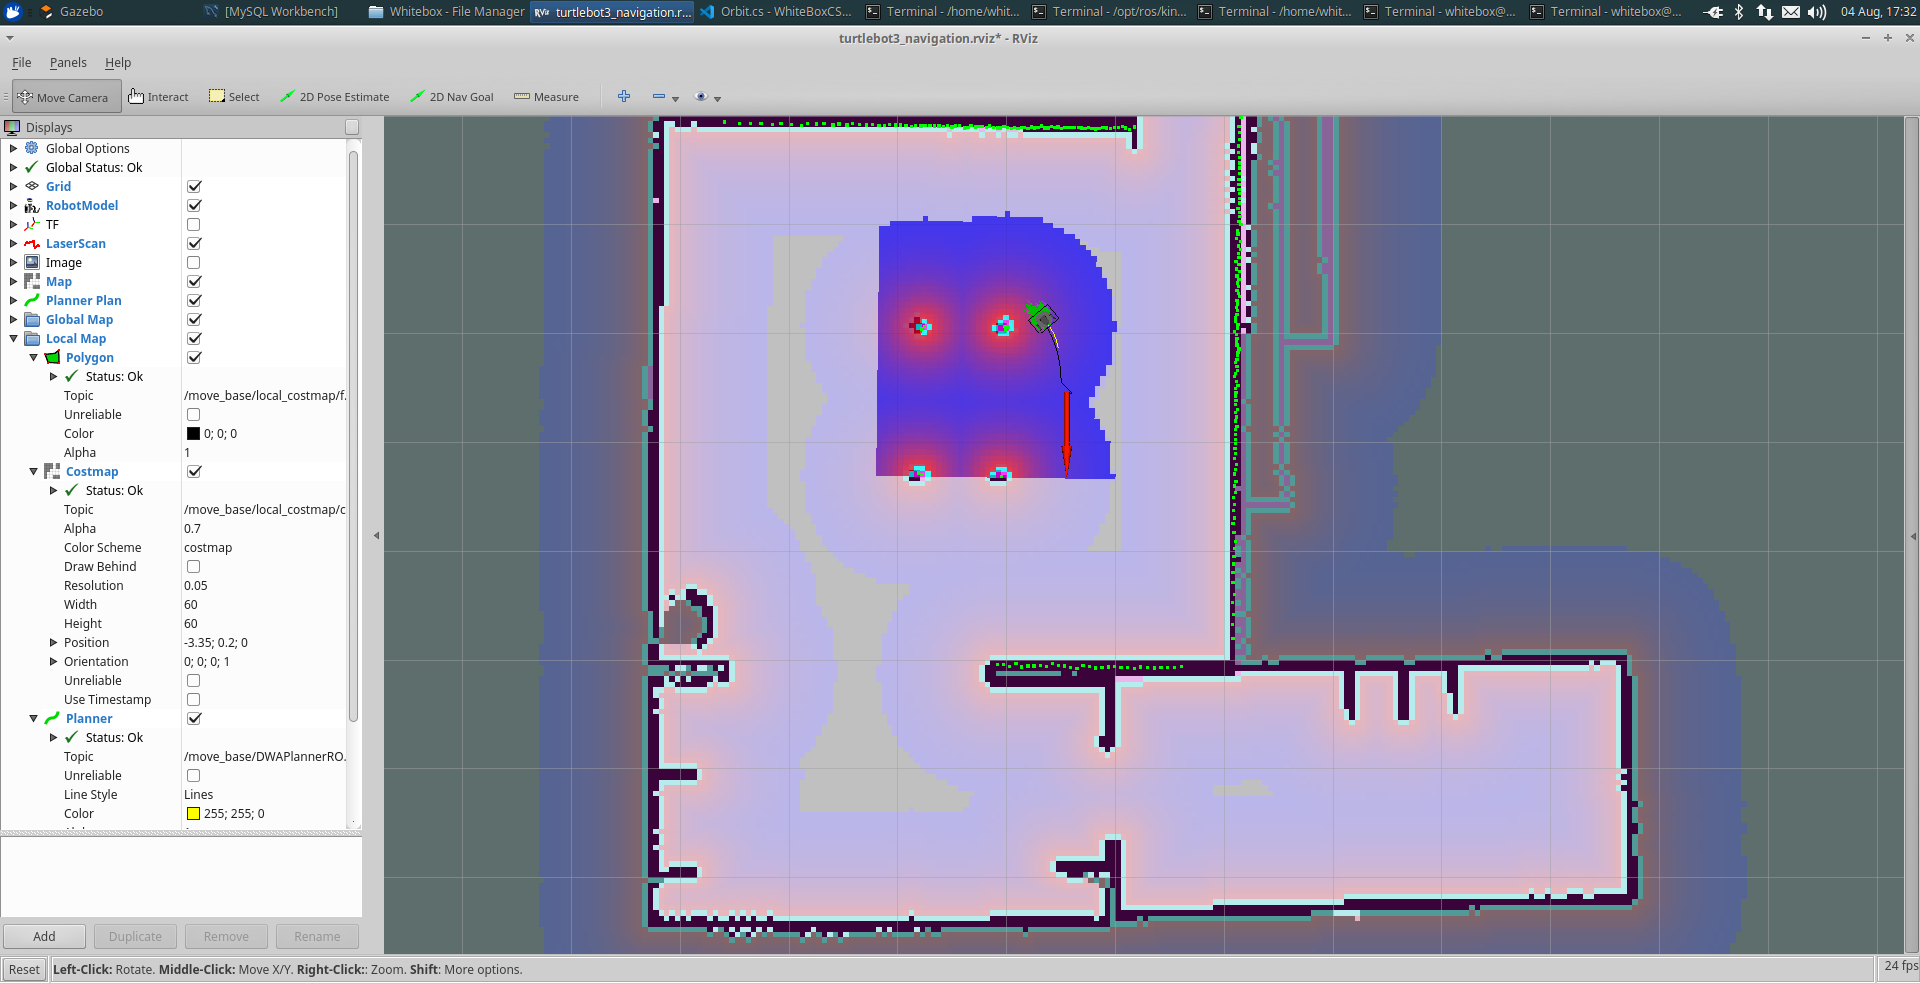 Gazebo
[MySQL Workbench]
Whitebox - File Manager
RViz turtlebot3_navigation.r...
Orbit.cs - WhiteBoxCS...
Terminal - /home/whit...
Terminal - /opt/ros/kin...
Terminal - /home/whit...
Terminal - whitebox@...
Terminal - whitebox@...
04 Aug, 17:32
turtlebot3_navigation.rviz* - RViz
File Panels Help
Move Camera Interact Select 2D Pose Estimate 2D Nav Goal Measure
Displays
Global Options
Global Status: Ok
Grid
RobotModel
TF
LaserScan
Image
Map
Planner Plan
Global Map
Local Map
Polygon
Status: Ok
Topic /move_base/local_costmap/f.
Unreliable
Color 0; 0; 0
Alpha 1
Costmap
Status: Ok
Topic /move_base/local_costmap/c
Alpha 0.7
Color Scheme costmap
Draw Behind
Resolution 0.05
Width 60
Height 60
Position -3.35; 0.2; 0
Orientation 0; 0; 0; 1
Unreliable
Use Timestamp
Planner
Status: Ok
Topic /move_base/DWAPlannerRO.
Unreliable
Line Style Lines
Color 255; 255; 0
Add Duplicate Remove Rename
Reset Left-Click: Rotate. Middle-Click: Move X/Y. Right-Click:: Zoom. Shift: More options. 24 fps